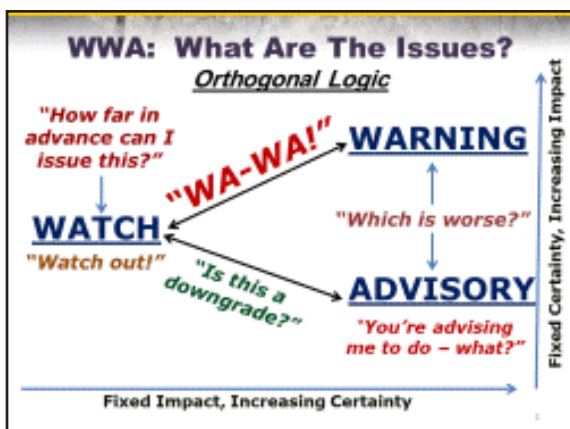 WWA: What Are The Issues?
Orthogonal Logic
“How far in
advance can I
issue this?”
“WA-WA!”
WARNING
WATCH
“Watch out!”
“Which is worse?”
“Is this a
downgrade?”
ADVISORY
“You’re advising
me to do – what?”
Fixed Impact, Increasing Certainty
Fixed Certainty, Increasing Impact